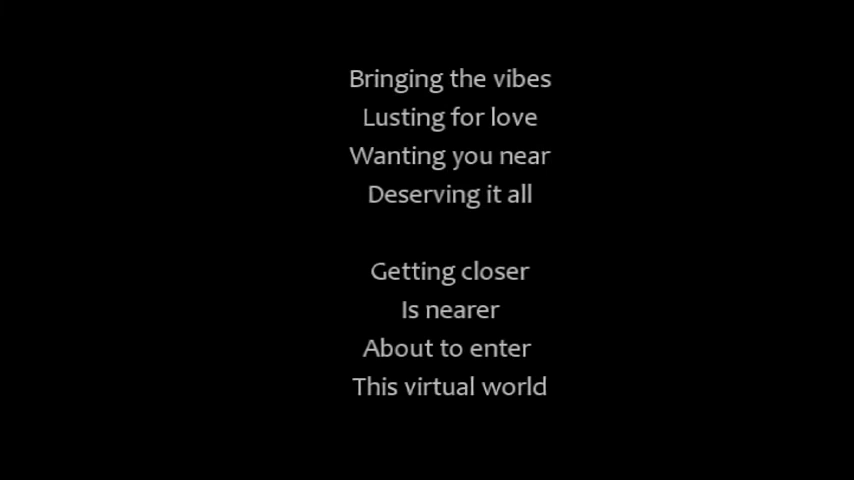 Bringing the vibes
Lusting for love
Wanting you near
Deserving it all
Getting closer
Is nearer
About to enter
This virtual world